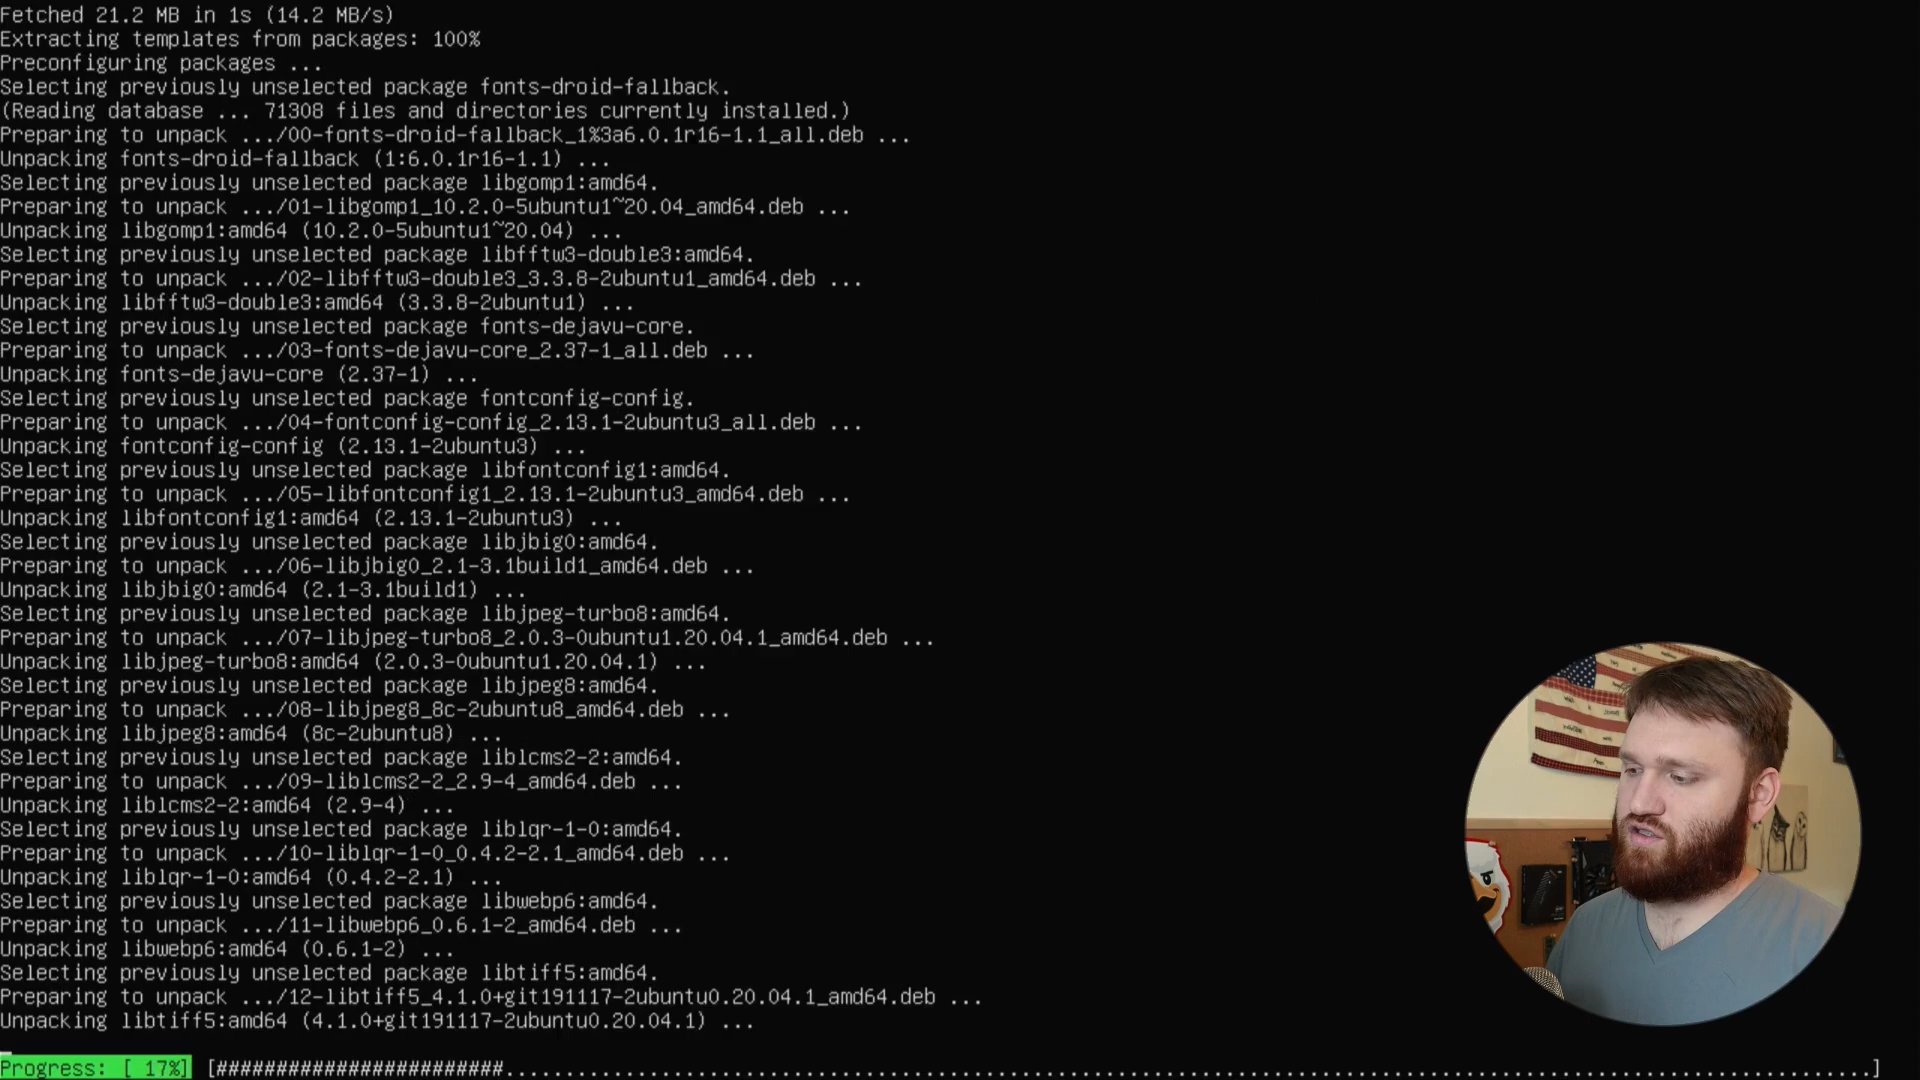 Fetched 21.2 MB in 1s (14.2 MB/s)
Extracting templates from packages: 100%
Preconfiguring packages ...
Selecting previously unselected package fonts-droid-fallback.
(Reading database ... 71308 files and directories currently installed.)
Preparing to unpack .../00-fonts-droid-fallback_1%3a6.0.1r16-1.1_all.deb ...
Unpacking fonts-droid-fallback (1:6.0.1r16-1.1) ...
Selecting previously unselected package libgomp1:amd64.
Preparing to unpack .../01-libgomp1_10.2.0-5ubuntu1~20.04_amd64.deb ...
Unpacking libgomp1:amd64 (10.2.0-5ubuntu1~20.04) ...
Selecting previously unselected package libfftw3-double3:amd64.
Preparing to unpack .../02-libfftw3-double3_3.3.8-2ubuntu1_amd64.deb ...
Unpacking libfftw3-double3:amd64 (3.3.8-2ubuntu1) ...
Selecting previously unselected package fonts-dejavu-core.
Preparing to unpack .../03-fonts-dejavu-core_2.37-1_all.deb ...
Unpacking fonts-dejavu-core (2.37-1) ...
Selecting previously unselected package fontconfig-config.
Preparing to unpack .../04-fontconfig-config_2.13.1-2ubuntu3_all.deb ...
Unpacking fontconfig-config (2.13.1-2ubuntu3) ...
Selecting previously unselected package libfontconfig1:amd64.
Preparing to unpack .../05-libfontconfig1_2.13.1-2ubuntu3_amd64.deb ...
Unpacking libfontconfig1:amd64 (2.13.1-2ubuntu3) ...
Selecting previously unselected package libjbig0:amd64.
Preparing to unpack .../06-libjbig0_2.1-3.1build1_amd64.deb ...
Unpacking libjbig0:amd64 (2.1-3.1build1) ...
Selecting previously unselected package libjpeg-turbo8:amd64.
Preparing to unpack .../07-libjpeg-turbo8_2.0.3-0ubuntu1.20.04.1_amd64.deb ...
Unpacking libjpeg-turbo8:amd64 (2.0.3-0ubuntu1.20.04.1) ...
Selecting previously unselected package libjpeg8:amd64.
Preparing to unpack .../08-libjpeg8_8c-2ubuntu8_amd64.deb ...
Unpacking libjpeg8:amd64 (8c-2ubuntu8) ...
Selecting previously unselected package liblcms2-2:amd64.
Preparing to unpack .../09-liblcms2-2_2.9-4_amd64.deb ...
Unpacking liblcms2-2:amd64 (2.9-4) ...
Selecting previously unselected package liblqr-1-0:amd64.
Preparing to unpack .../10-liblqr-1-0_0.4.2-2.1_amd64.deb ...
Unpacking liblqr-1-0:amd64 (0.4.2-2.1) ...
Selecting previously unselected package libwebp6:amd64.
Preparing to unpack .../11-libwebp6_0.6.1-2_amd64.deb ...
Unpacking libwebp6:amd64 (0.6.1-2) ...
Selecting previously unselected package libtiff5:amd64.
Preparing to unpack .../12-libtiff5_4.1.0+git191117-2ubuntu0.20.04.1_amd64.deb ...
Unpacking libtiff5:amd64 (4.1.0+git191117-2ubuntu0.20.04.1) ...
Progress: [ 17%] [########################...................................................................................................................]